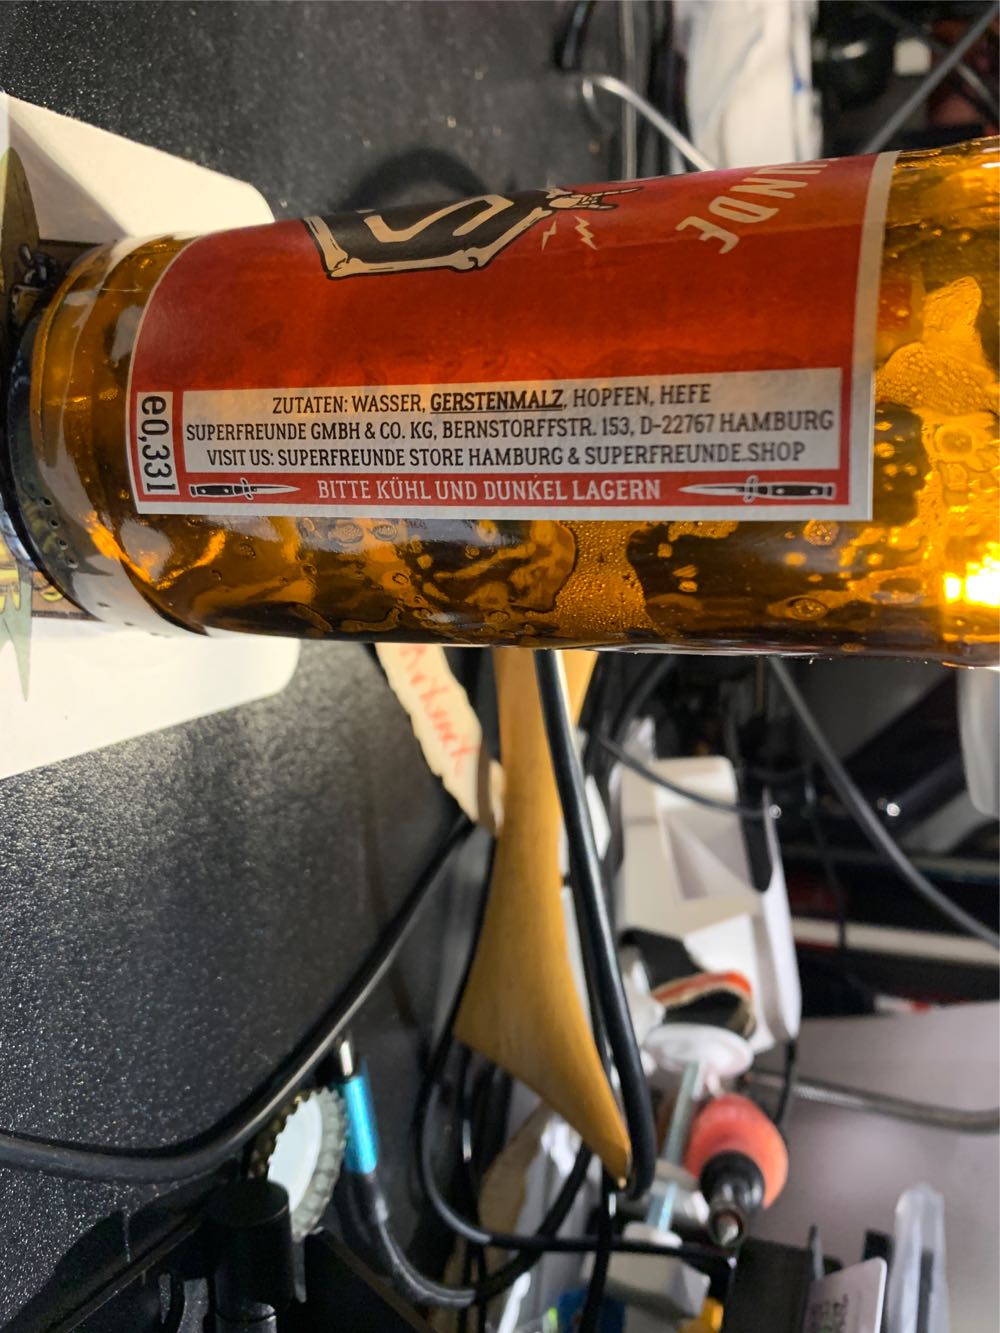 UNDE
S
e0,33l
ZUTATEN: WASSER, GERSTENMALZ, HOPFEN, HEFE
SUPERFREUNDE GMBH & CO. KG, BERNSTORFFSTR. 153, D-22767 HAMBURG
VISIT US: SUPERFREUNDE STORE HAMBURG & SUPERFREUNDE.SHOP
BITTE KÜHL UND DUNKEL LAGERN